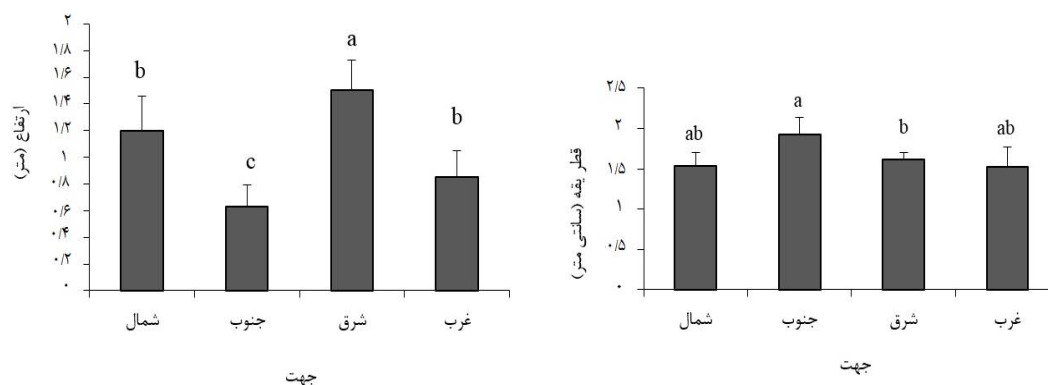 ارتفاع (متر)
۲
۱/۸
۱/۶
۱/۴
۱/۲
۱
۰/۸
۰/۶
۰/۴
۰/۲
۰
b
c
a
b
شمال جنوب شرق غرب
جهت
قطر یقه (سانتی متر)
۲/۵
۲
۱/۵
۱
۰/۵
۰
ab
a
b
ab
شمال جنوب شرق غرب
جهت